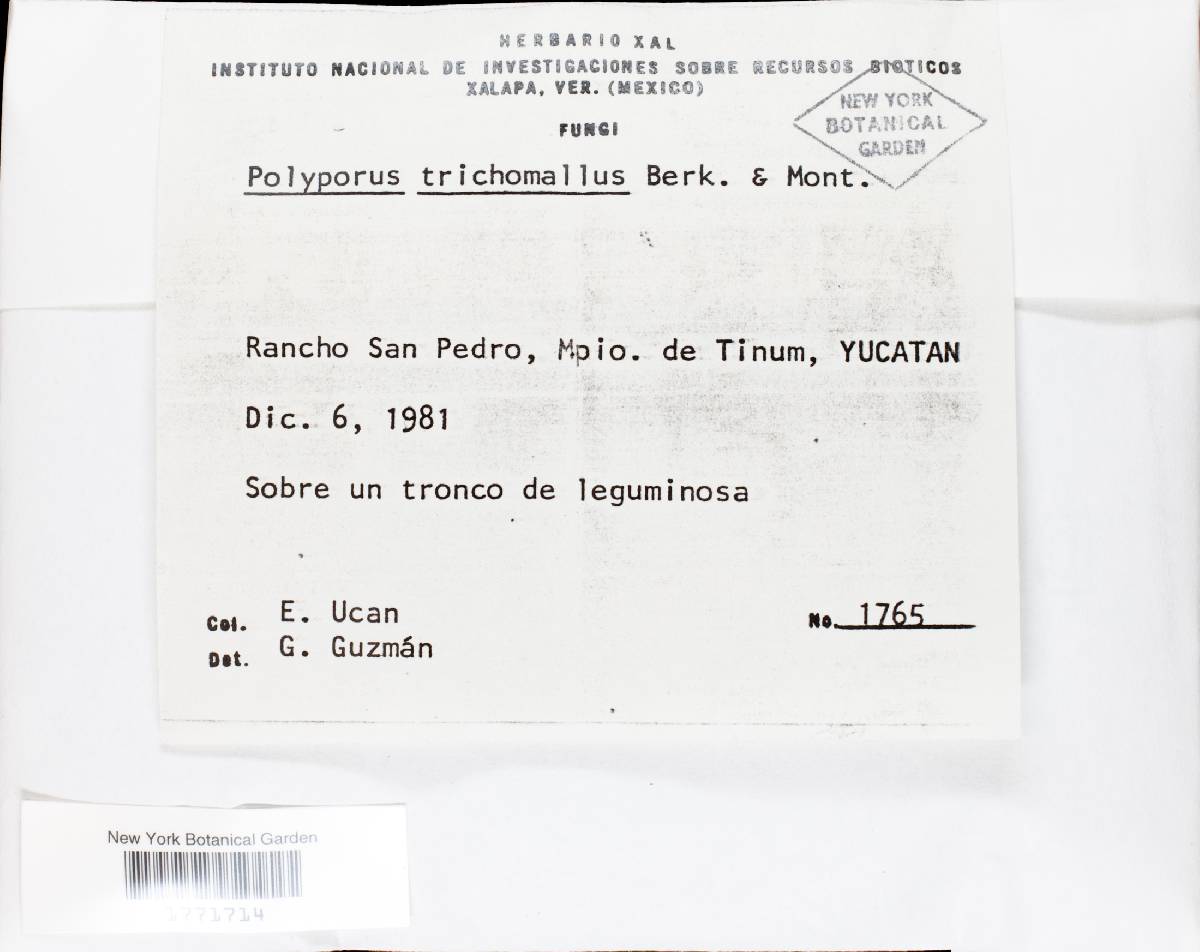 HERBARIO XAL
INSTITUTO NACIONAL DE INVESTIGACIONES SOBRE RECURSOS BIOTICOS
XALAPA, VER. (MEXICO)
NEW YORK
BOTANICAL
GARDEN
FUNGI
Polyporus trichomallus Berk. & Mont.
Rancho San Pedro, Mpio. de Tinum, YUCATAN
Dic. 6, 1981
Sobre un tronco de leguminosa
Col. E. Ucan
No. 1765
Det. G. Guzmán
New York Botanical Garden
1771714